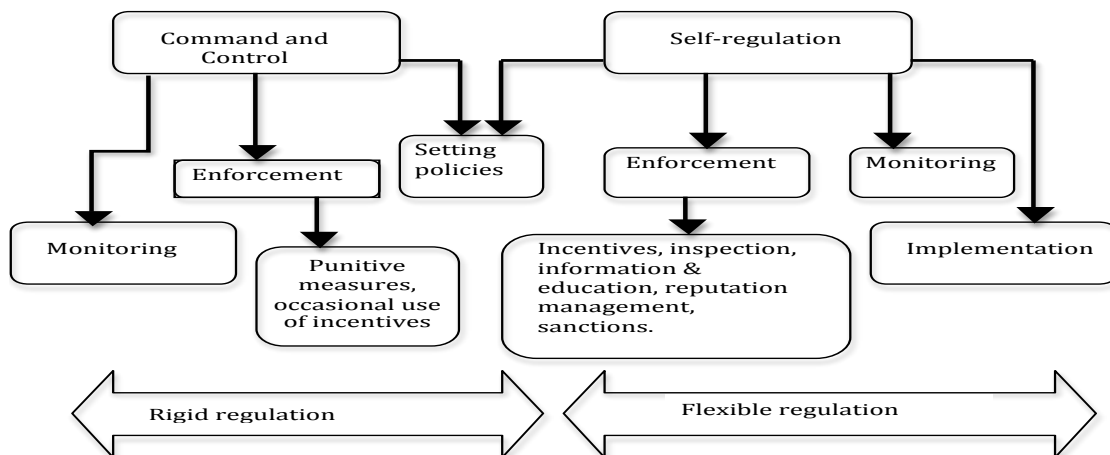 Command and
Control
Self-regulation
Setting
policies
Enforcement
Enforcement
Monitoring
Monitoring
Implementation
Punitive
measures,
occasional use
of incentives
Incentives, inspection,
information &
education, reputation
management,
sanctions.
Rigid regulation
Flexible regulation